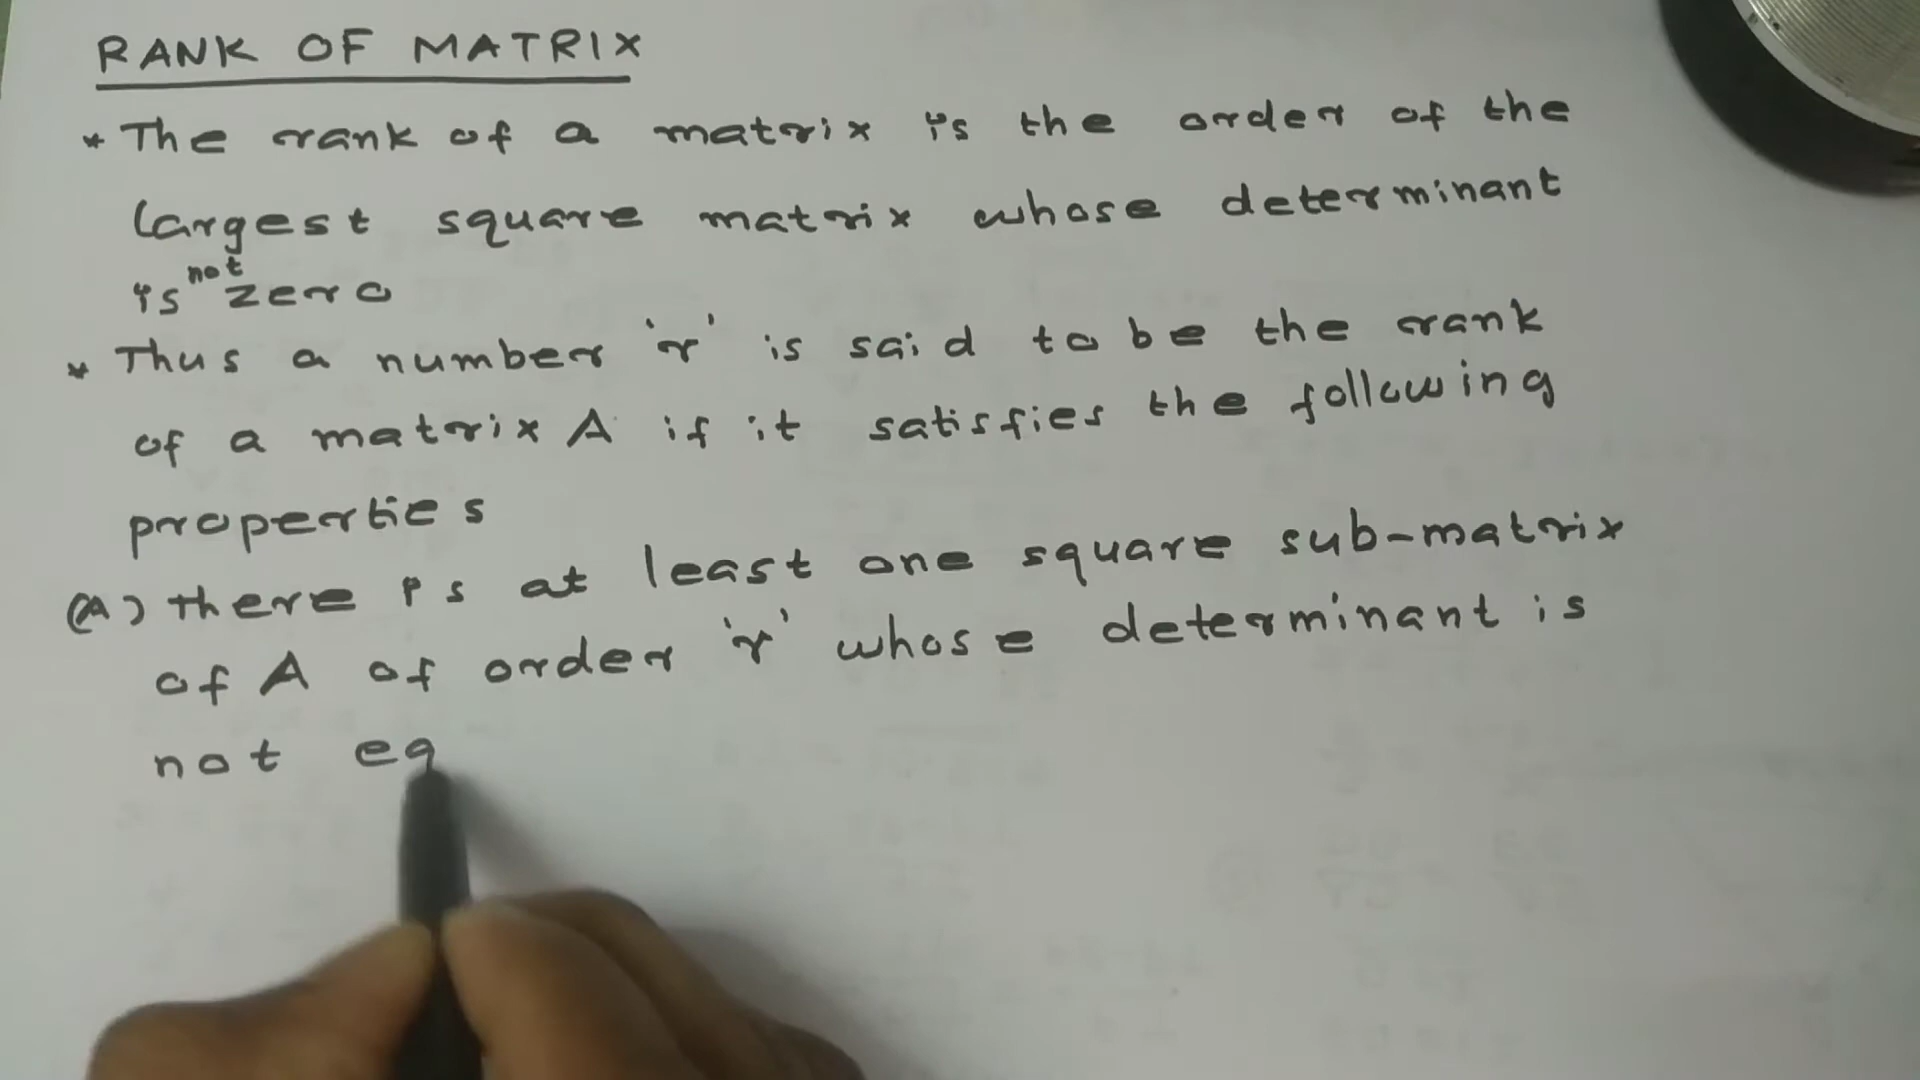 RANK OF MATRIX
* The rank of a matrix is the order of the
largest square matrix whose determinant
is not zero
* Thus a number 'r' is said to be the rank
of a matrix A if it satisfies the following
properties
(A) There is at least one square sub-matrix
of A of order 'r' whose determinant is
not eq